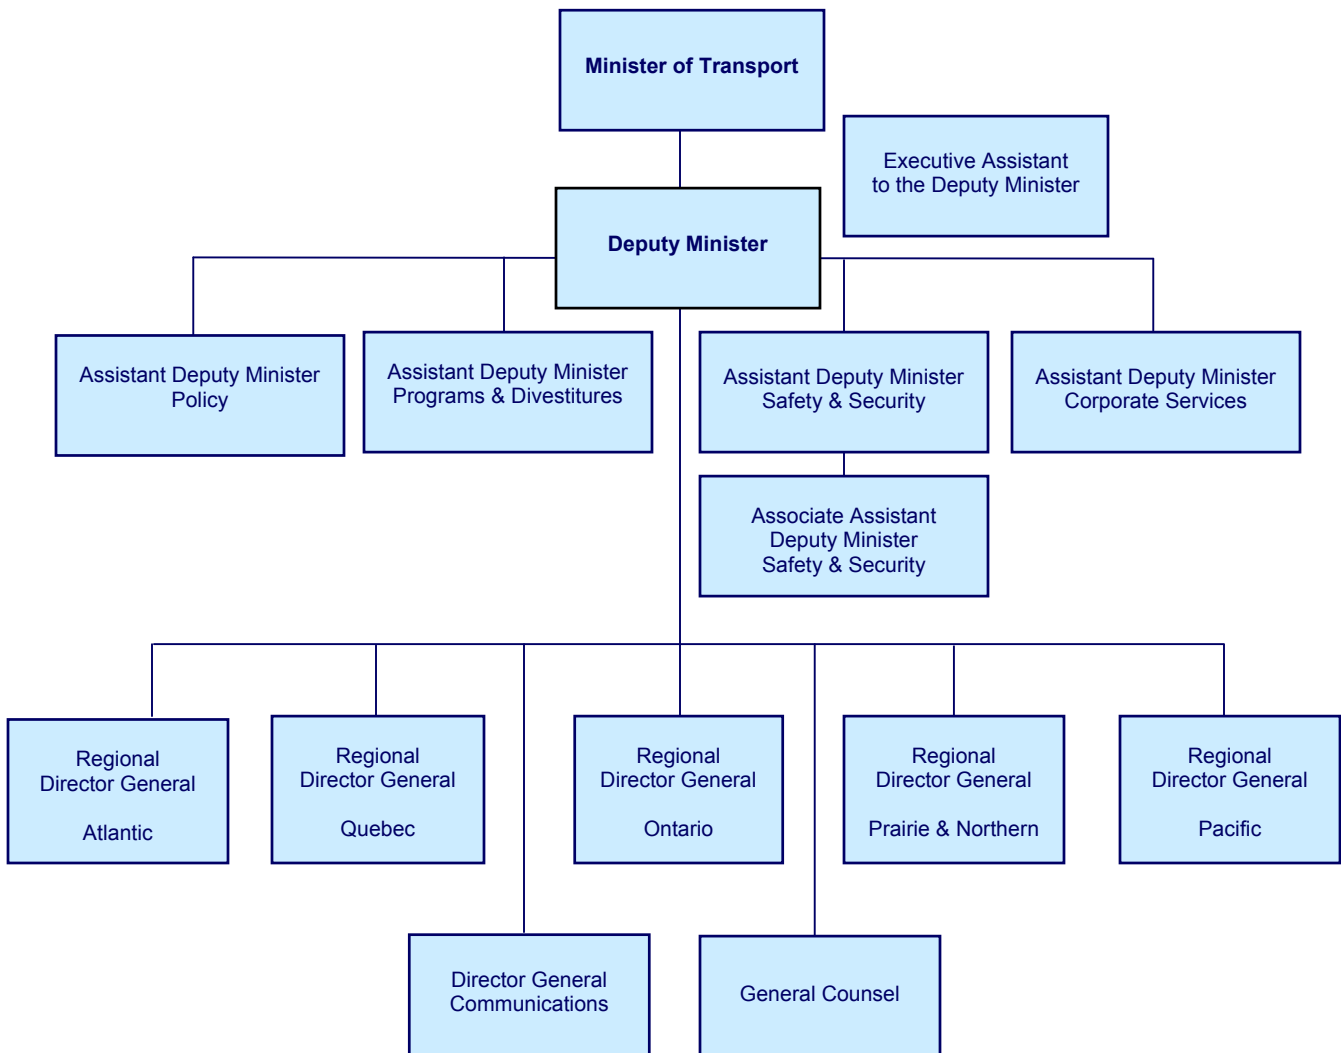 Minister of Transport
Executive Assistant
to the Deputy Minister
Deputy Minister
Assistant Deputy Minister
Policy
Assistant Deputy Minister
Programs & Divestitures
Assistant Deputy Minister
Safety & Security
Assistant Deputy Minister
Corporate Services
Associate Assistant
Deputy Minister
Safety & Security
Regional
Director General
Atlantic
Regional
Director General
Quebec
Regional
Director General
Ontario
Regional
Director General
Prairie & Northern
Regional
Director General
Pacific
Director General
Communications
General Counsel